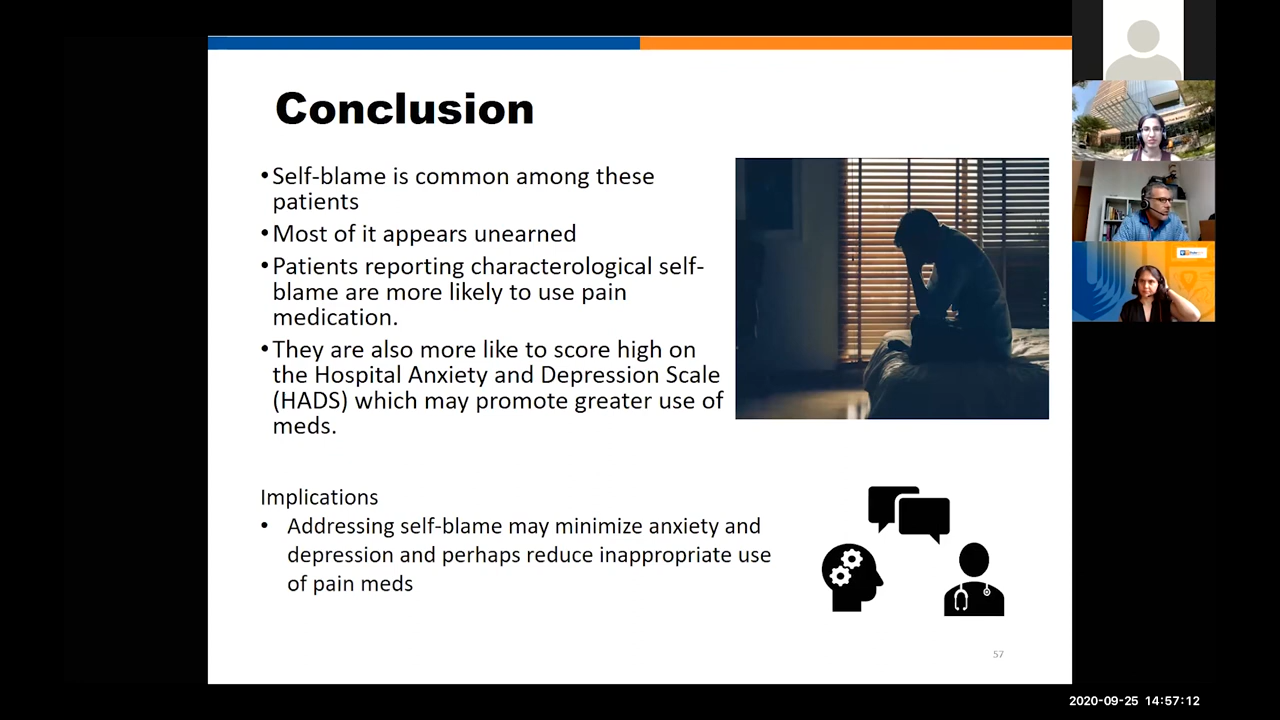 Conclusion
•Self-blame is common among these
patients
•Most of it appears unearned
•Patients reporting characterological self-
blame are more likely to use pain
medication.
•They are also more like to score high on
the Hospital Anxiety and Depression Scale
(HADS) which may promote greater use of
meds.
Implications
• Addressing self-blame may minimize anxiety and
depression and perhaps reduce inappropriate use
of pain meds
57
2020-09-25 14:57:12